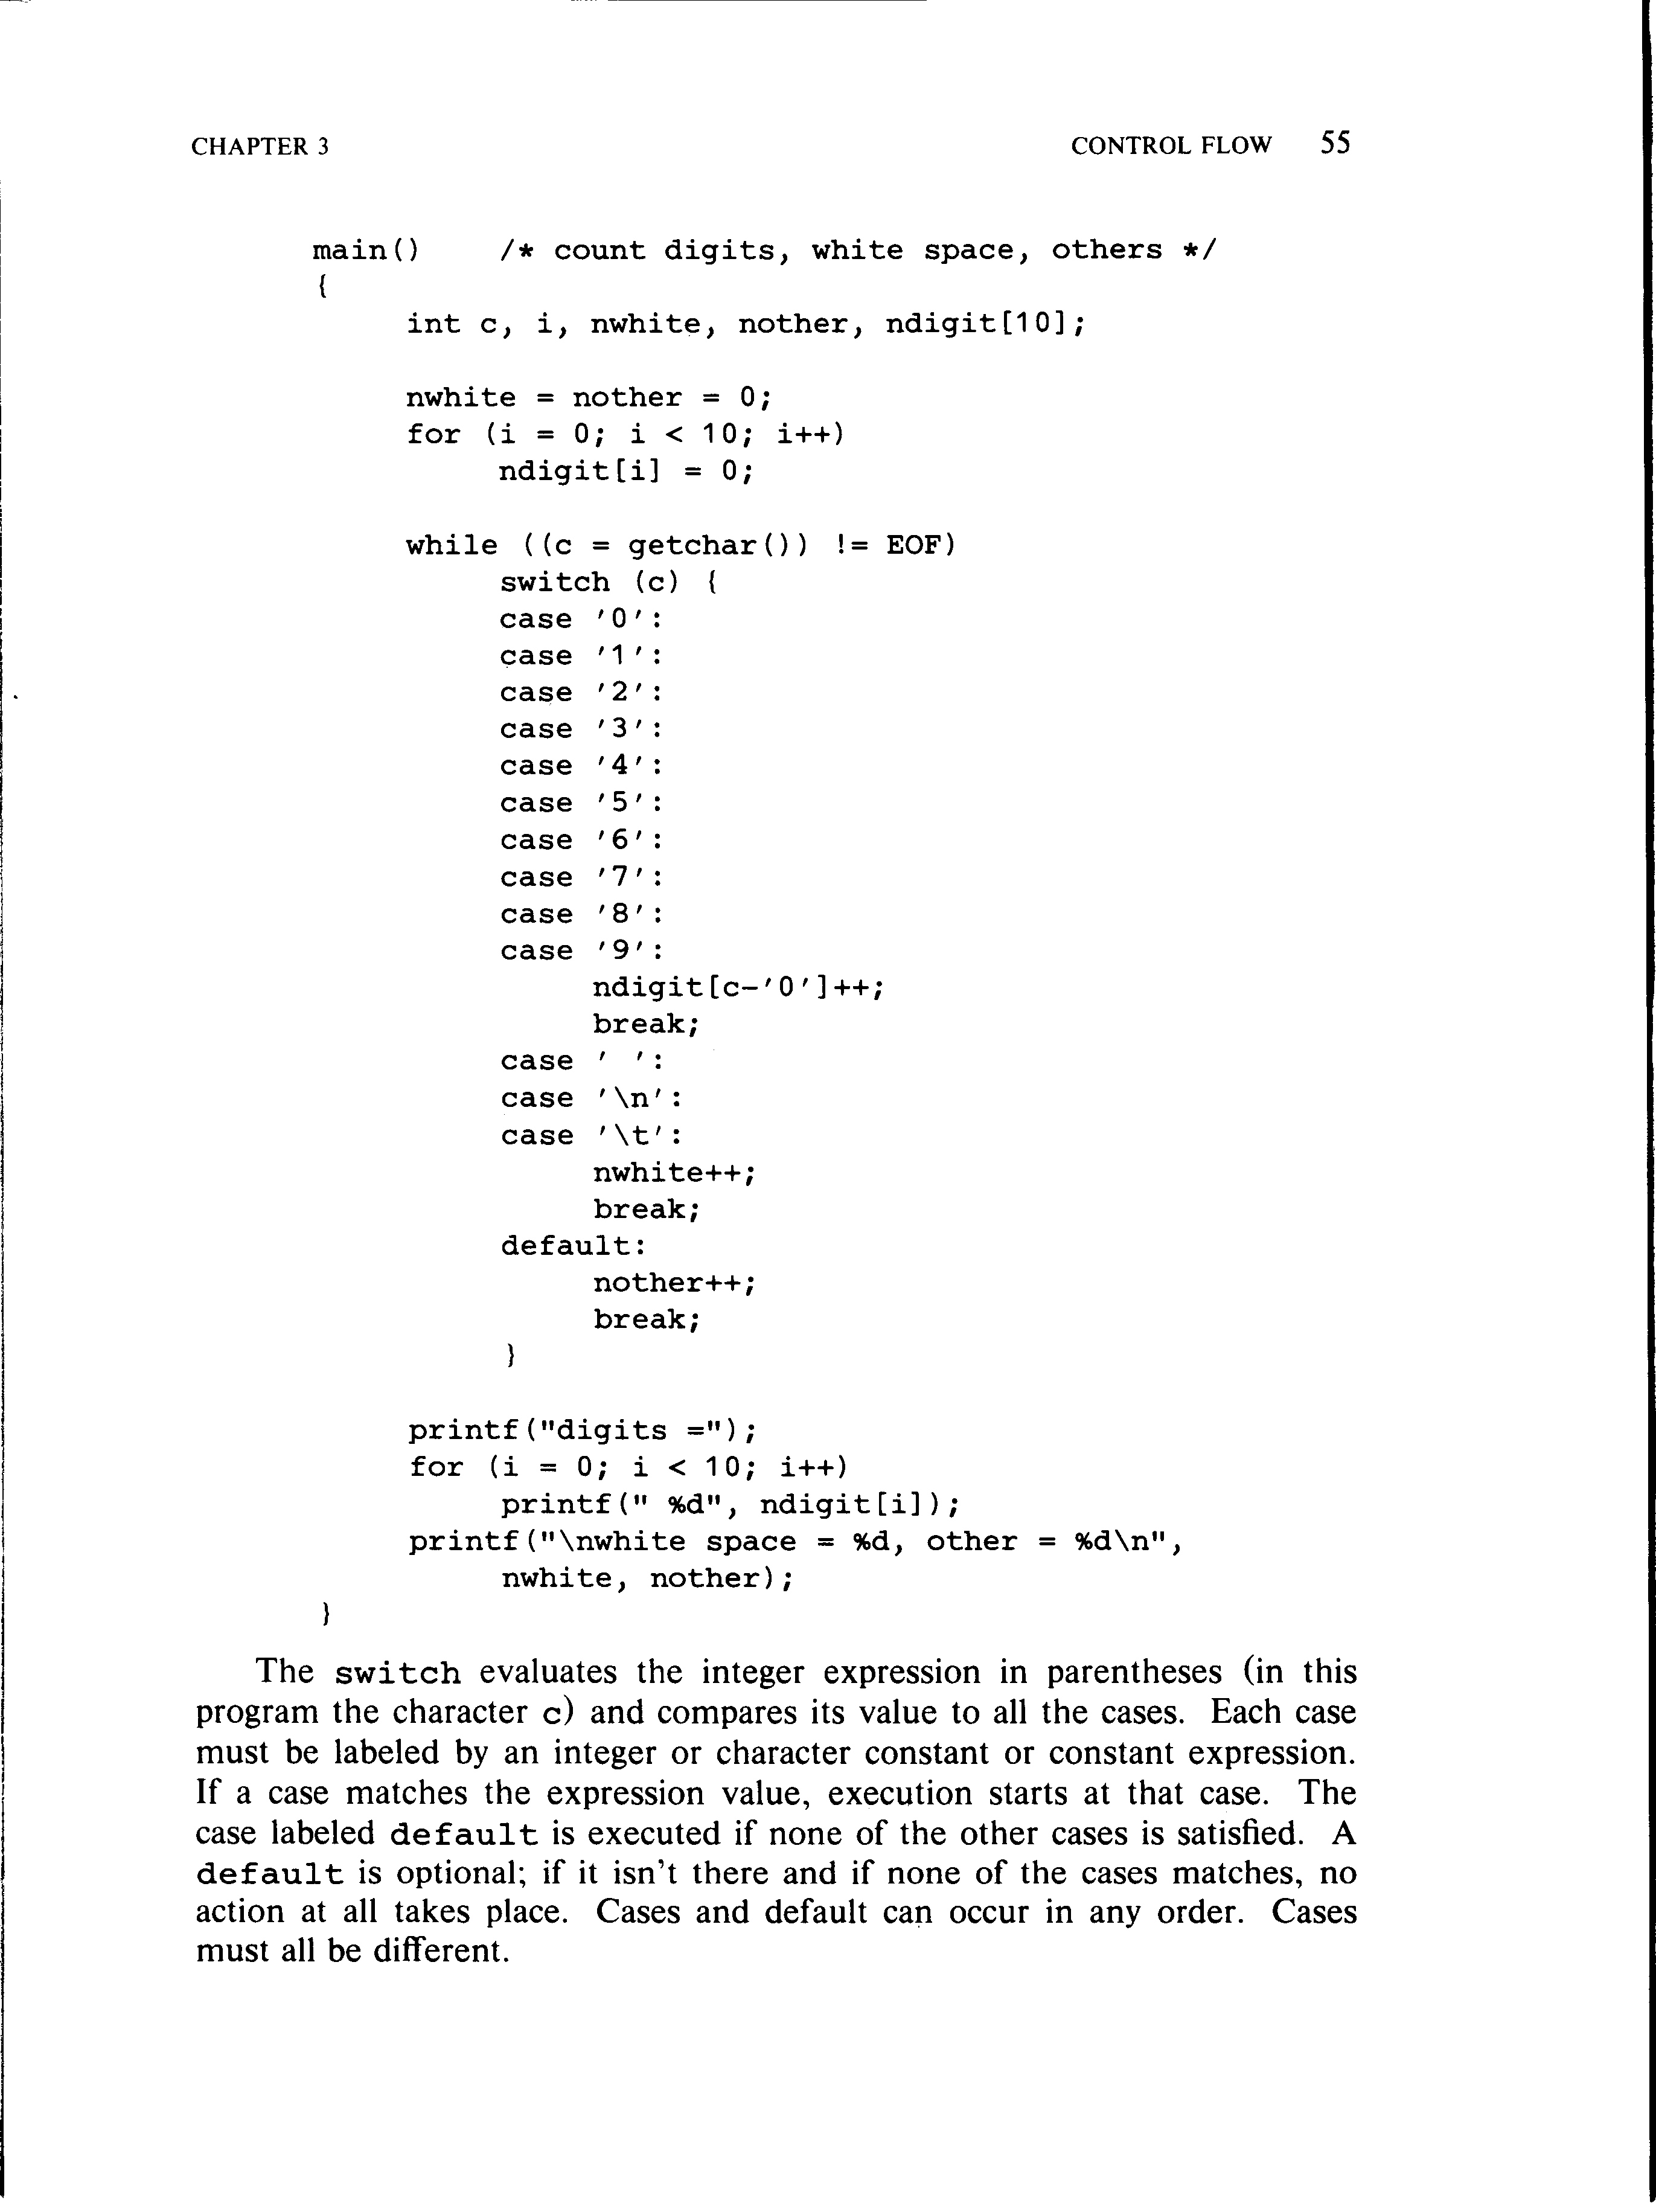 CHAPTER 3 CONTROL FLOW 55
main() /* count digits, white space, others */
{
int c, i, nwhite, nother, ndigit[10];
nwhite = nother = 0;
for (i = 0; i < 10; i++)
ndigit[i] = 0;
while ((c = getchar()) != EOF)
switch (c) {
case '0':
case '1':
case '2':
case '3':
case '4':
case '5':
case '6':
case '7':
case '8':
case '9':
ndigit[c-'0']++;
break;
case ' ':
case '\n':
case '\t':
nwhite++;
break;
default:
nother++;
break;
}
printf("digits =");
for (i = 0; i < 10; i++)
printf(" %d", ndigit[i]);
printf("\nwhite space = %d, other = %d\n",
nwhite, nother);
}
The switch evaluates the integer expression in parentheses (in this
program the character c) and compares its value to all the cases. Each case
must be labeled by an integer or character constant or constant expression.
If a case matches the expression value, execution starts at that case. The
case labeled default is executed if none of the other cases is satisfied. A
default is optional; if it isn't there and if none of the cases matches, no
action at all takes place. Cases and default can occur in any order. Cases
must all be different.